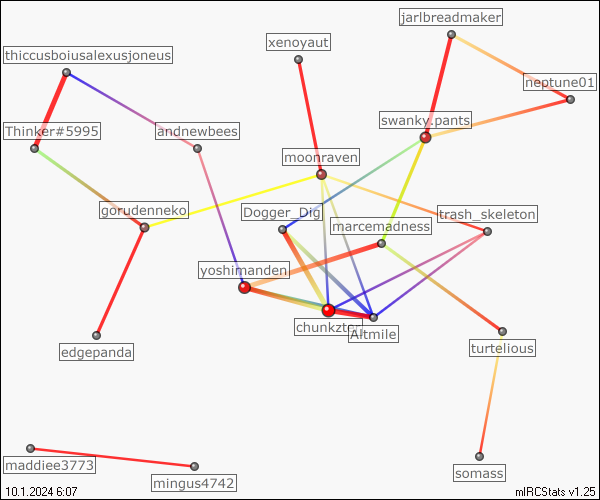 jarlbreadmaker
xenoyaut
thiccusboiusalexusjoneus
neptune01
swanky.pants
Thinker#5995
andnewbees
moonraven
gorudenneko
Dogger_Dig
trash_skeleton
marcemadness
yoshimanden
chunkztcg
Altmile
edgepanda
turtelious
maddiee3773
somass
mingus4742
10.1.2024 6:07
mIRCStats v1.25